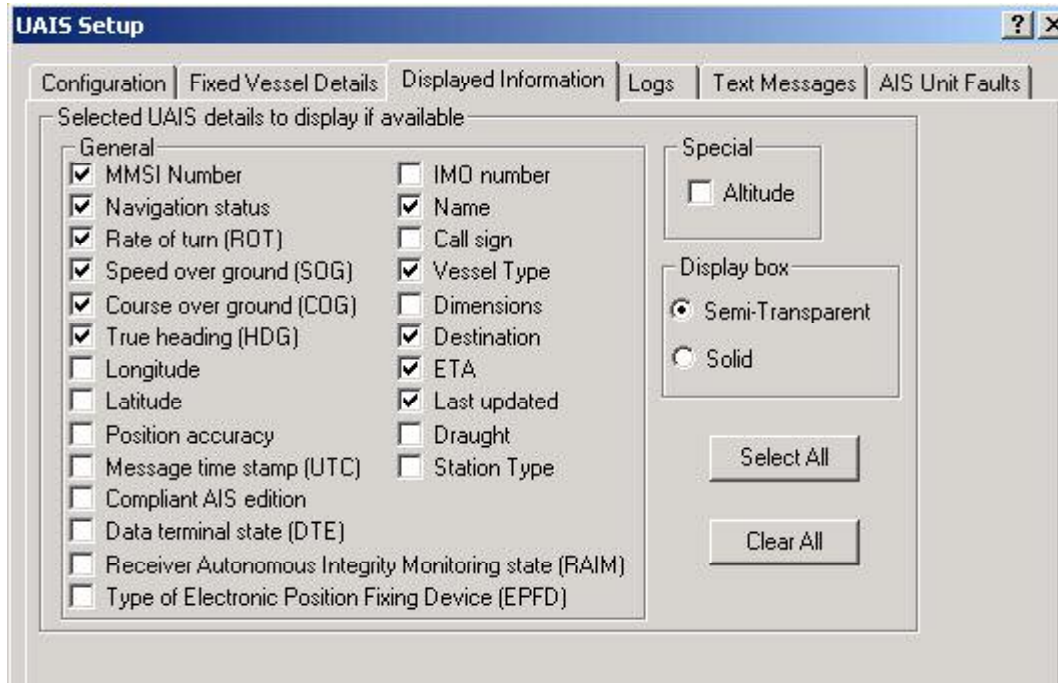 UAIS Setup
Configuration
Fixed Vessel Details
Displayed Information
Logs
Text Messages
AIS Unit Faults
Selected UAIS details to display if available
General
MMSI Number
Navigation status
Rate of turn (ROT)
Speed over ground (SOG)
Course over ground (COG)
True heading (HDG)
Longitude
Latitude
Position accuracy
Message time stamp (UTC)
Compliant AIS edition
Data terminal state (DTE)
Receiver Autonomous Integrity Monitoring state (RAIM)
Type of Electronic Position Fixing Device (EPFD)
IMO number
Name
Call sign
Vessel Type
Dimensions
Destination
ETA
Last updated
Draught
Station Type
Special
Altitude
Display box
Semi-Transparent
Solid
Select All
Clear All